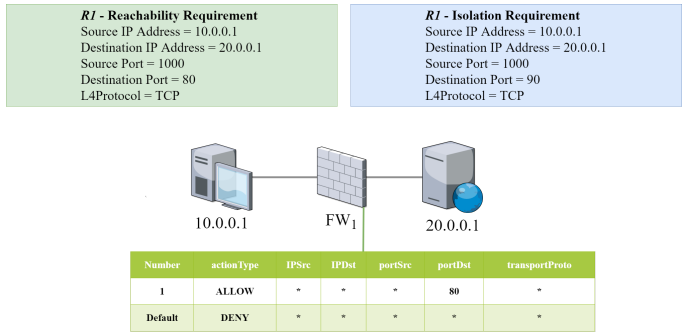 R1 - Reachability Requirement
Source IP Address = 10.0.0.1
Destination IP Address = 20.0.0.1
Source Port = 1000
Destination Port = 80
L4Protocol = TCP
R1 - Isolation Requirement
Source IP Address = 10.0.0.1
Destination IP Address = 20.0.0.1
Source Port = 1000
Destination Port = 90
L4Protocol = TCP
10.0.0.1
FW1
20.0.0.1
Number actionType IPSrc IPDst portSrc portDst transportProto
1 ALLOW * * * 80 *
Default DENY * * * * *